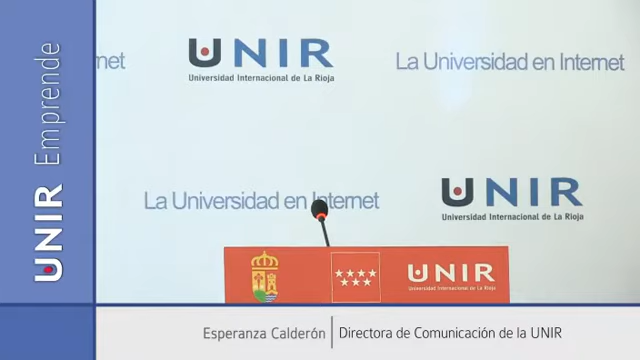 UNIR Emprende
net
UNIR
Universidad Internacional de La Rioja
La Universidad en Internet
La Universidad en Internet
UNIR
Universidad Internacional de La Rioja
UNIR
Universidad Internacional de La Rioja
Esperanza Calderón | Directora de Comunicación de la UNIR